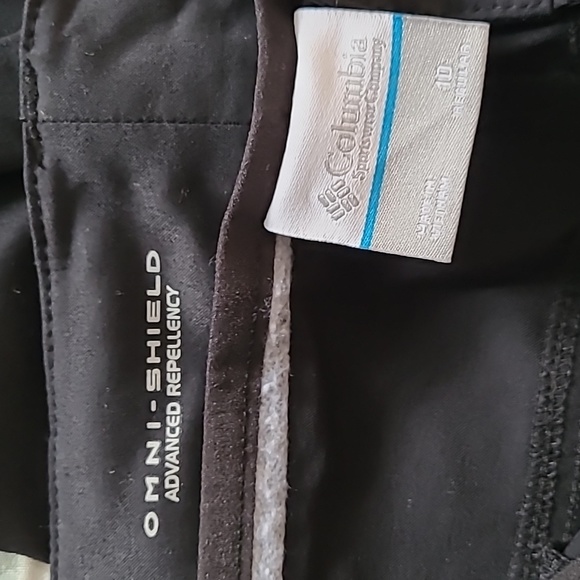 Columbia
Sportswear Company
10
REGULAR
OMNI-SHIELD
ADVANCED REPELLENCY